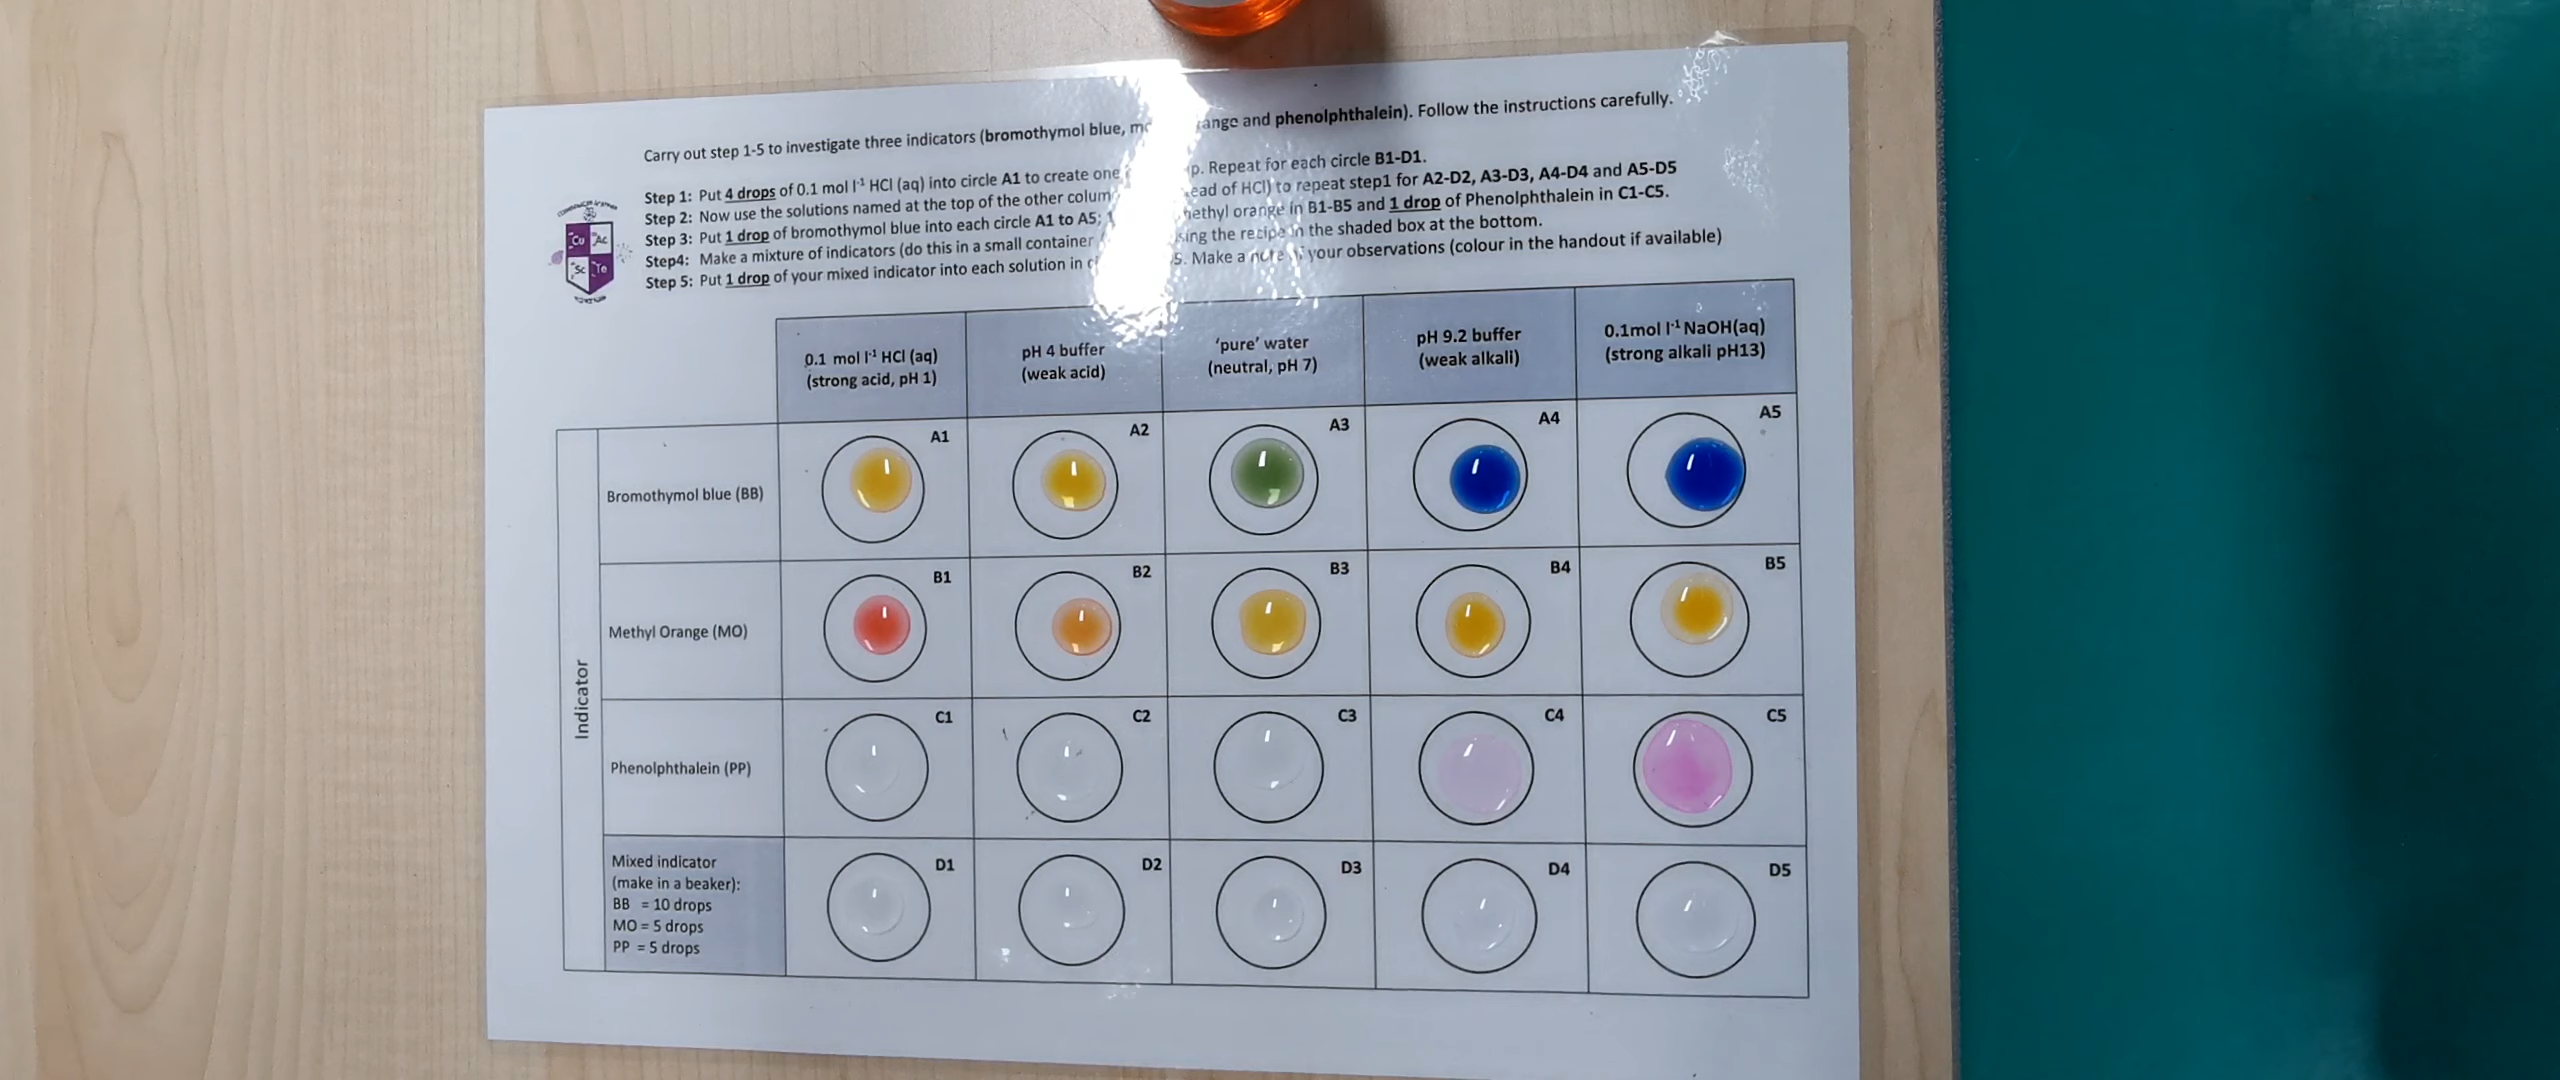 Carry out step 1-5 to investigate three indicators (bromothymol blue, and phenolphthalein). Follow the instructions carefully.
Step 1: Put 4 drops of 0.1 mol l⁻¹ HCl (aq) into circle A1 to create one Repeat for each circle B1-D1.
Step 2: Now use the solutions named at the top of the other of HCl) to repeat step1 for A2-D2, A3-D3, A4-D4 and A5-D5
Step 3: Put 1 drop of bromothymol blue into each circle A1 to A5; orange in B1-B5 and 1 drop of Phenolphthalein in C1-C5.
Step4: Make a mixture of indicators (do this in a small container the recipe in the shaded box at the bottom.
Step 5: Put 1 drop of your mixed indicator into each solution in Make a your observations (colour in the handout if available)
Cu Ac
Sc Te
0.1 mol l⁻¹ HCl (aq)
(strong acid, pH 1)
pH 4 buffer
(weak acid)
'pure' water
(neutral, pH 7)
pH 9.2 buffer
(weak alkali)
0.1mol l⁻¹ NaOH(aq)
(strong alkali pH13)
Indicator
Bromothymol blue (BB)
A1
A2
A3
A4
A5
Methyl Orange (MO)
B1
B2
B3
B4
B5
Phenolphthalein (PP)
C1
C2
C3
C4
C5
Mixed indicator
(make in a beaker):
BB = 10 drops
MO = 5 drops
PP = 5 drops
D1
D2
D3
D4
D5